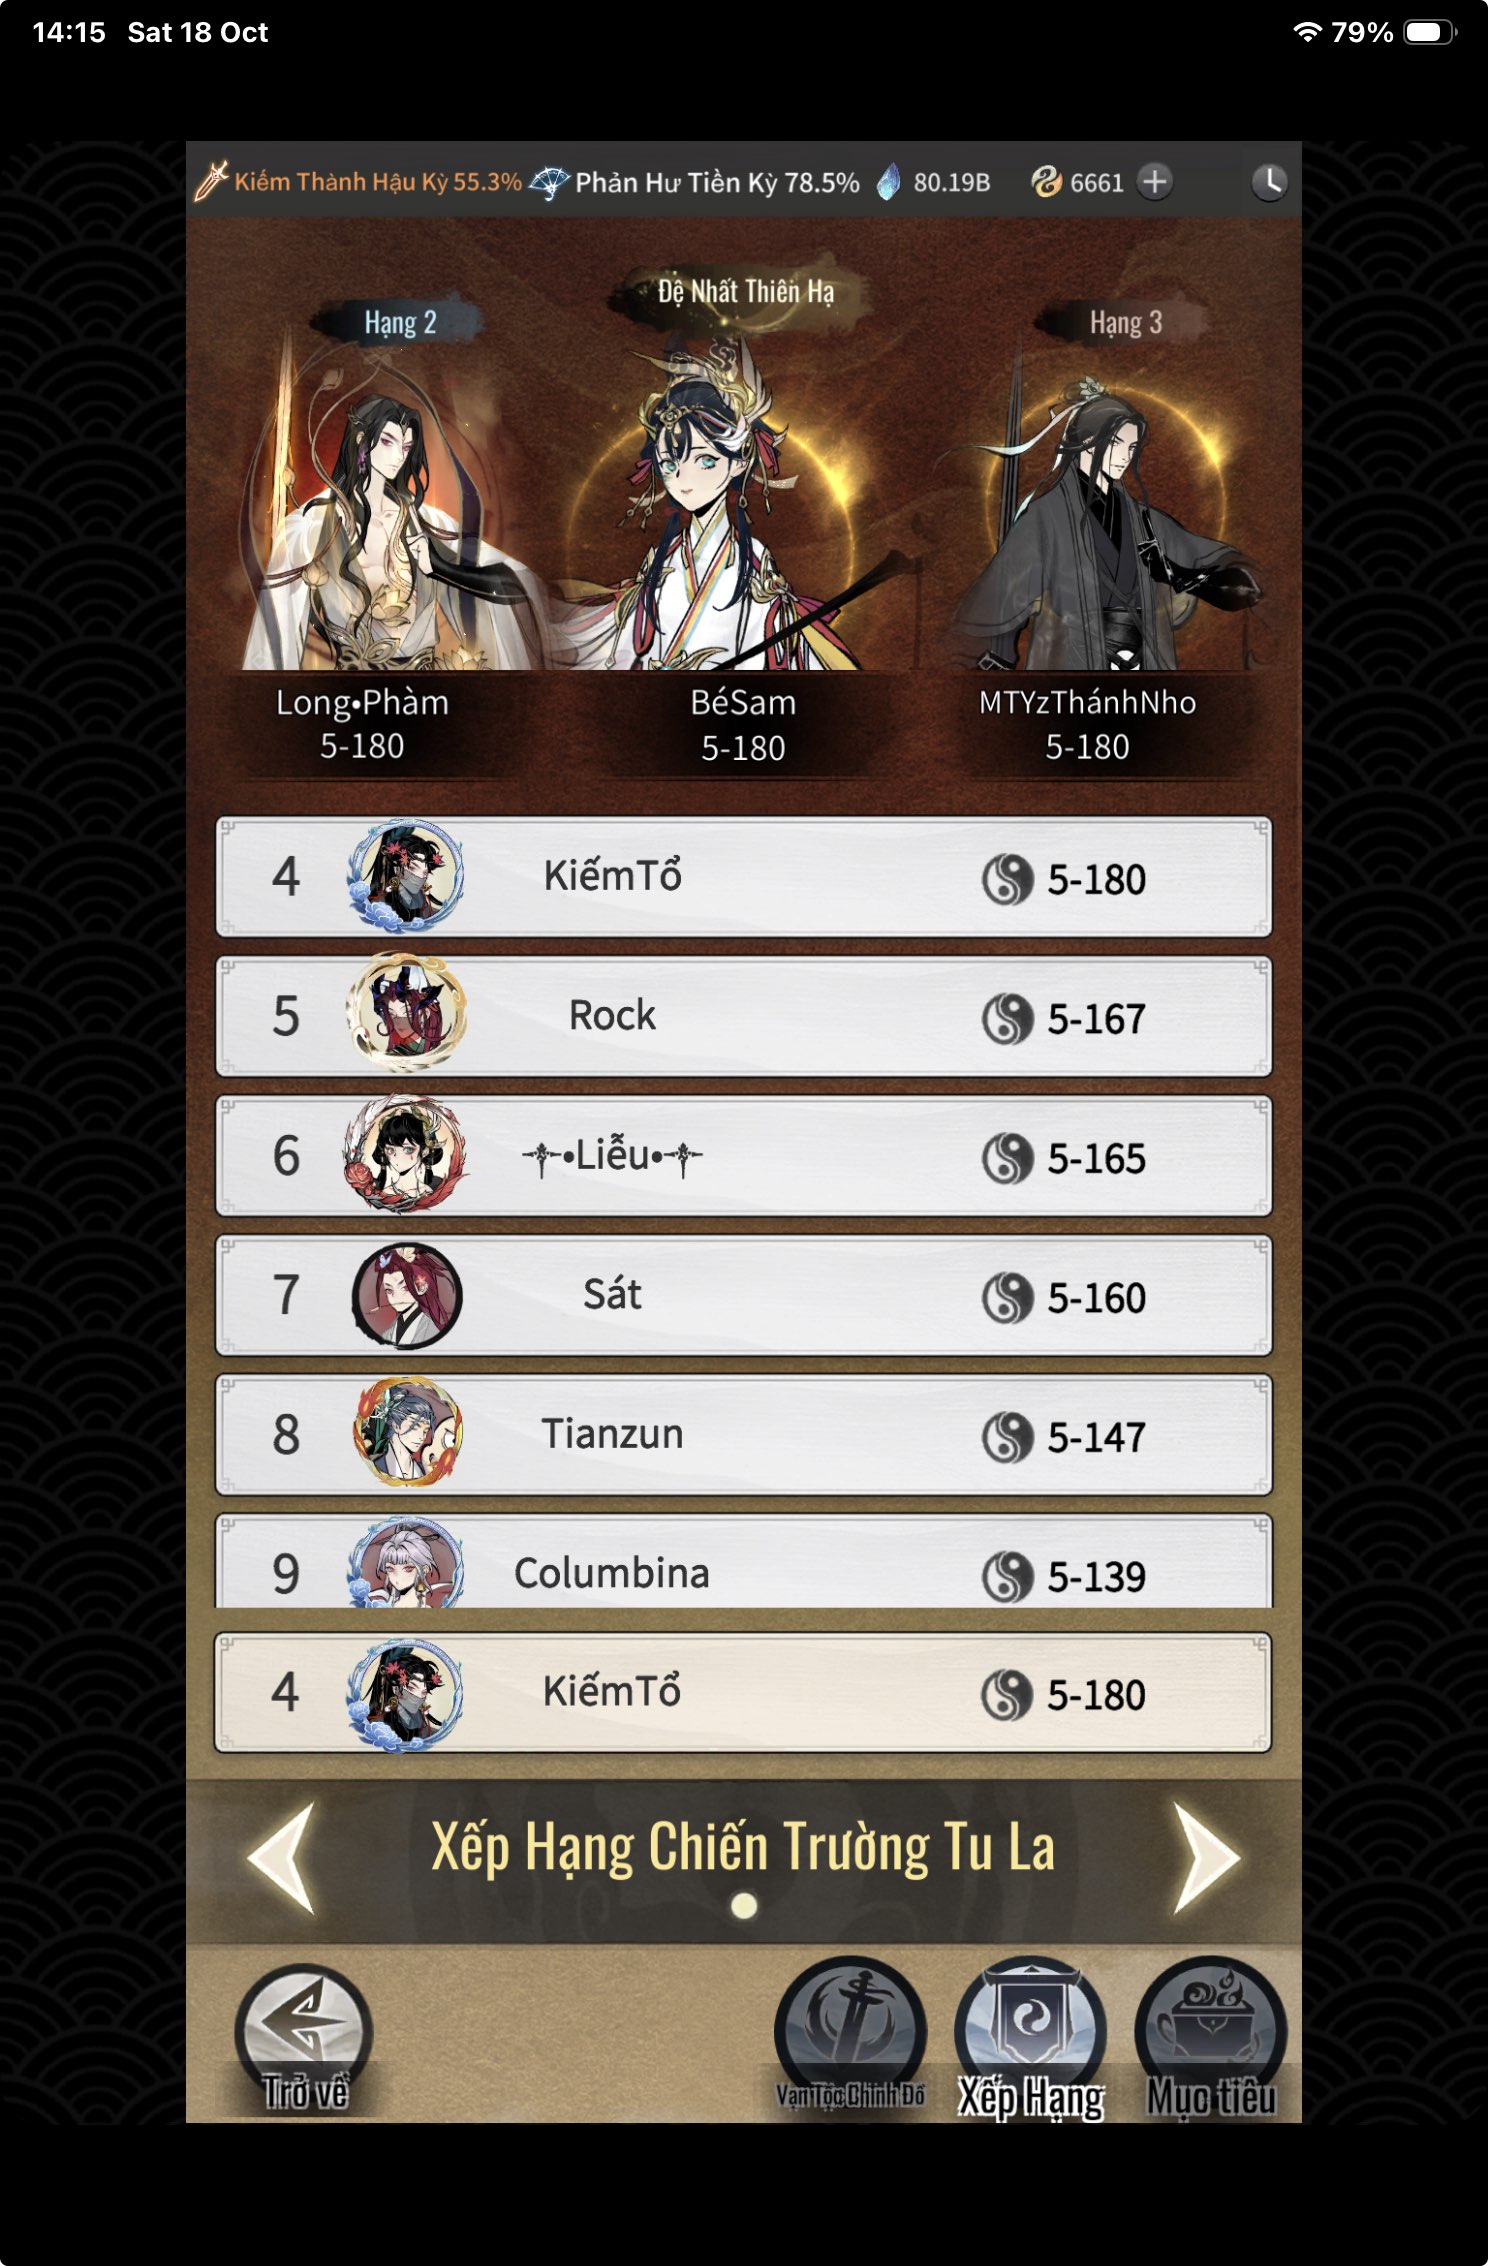 14:15 Sat 18 Oct 79%
Kiếm Thành Hậu Kỳ 55.3% Phản Hư Tiền Kỳ 78.5% 80.19B 6661
Đệ Nhất Thiên Hạ
Hạng 2 Hạng 3
Long•Phàm BéSam MTYzThánhNho
5-180 5-180 5-180
4 KiếmTổ 5-180
5 Rock 5-167
6 •Liễu• 5-165
7 Sát 5-160
8 Tianzun 5-147
9 Columbina 5-139
4 KiếmTổ 5-180
Xếp Hạng Chiến Trường Tu La
Trở về Vạn Tộc Chinh Đồ Xếp Hạng Mục tiêu